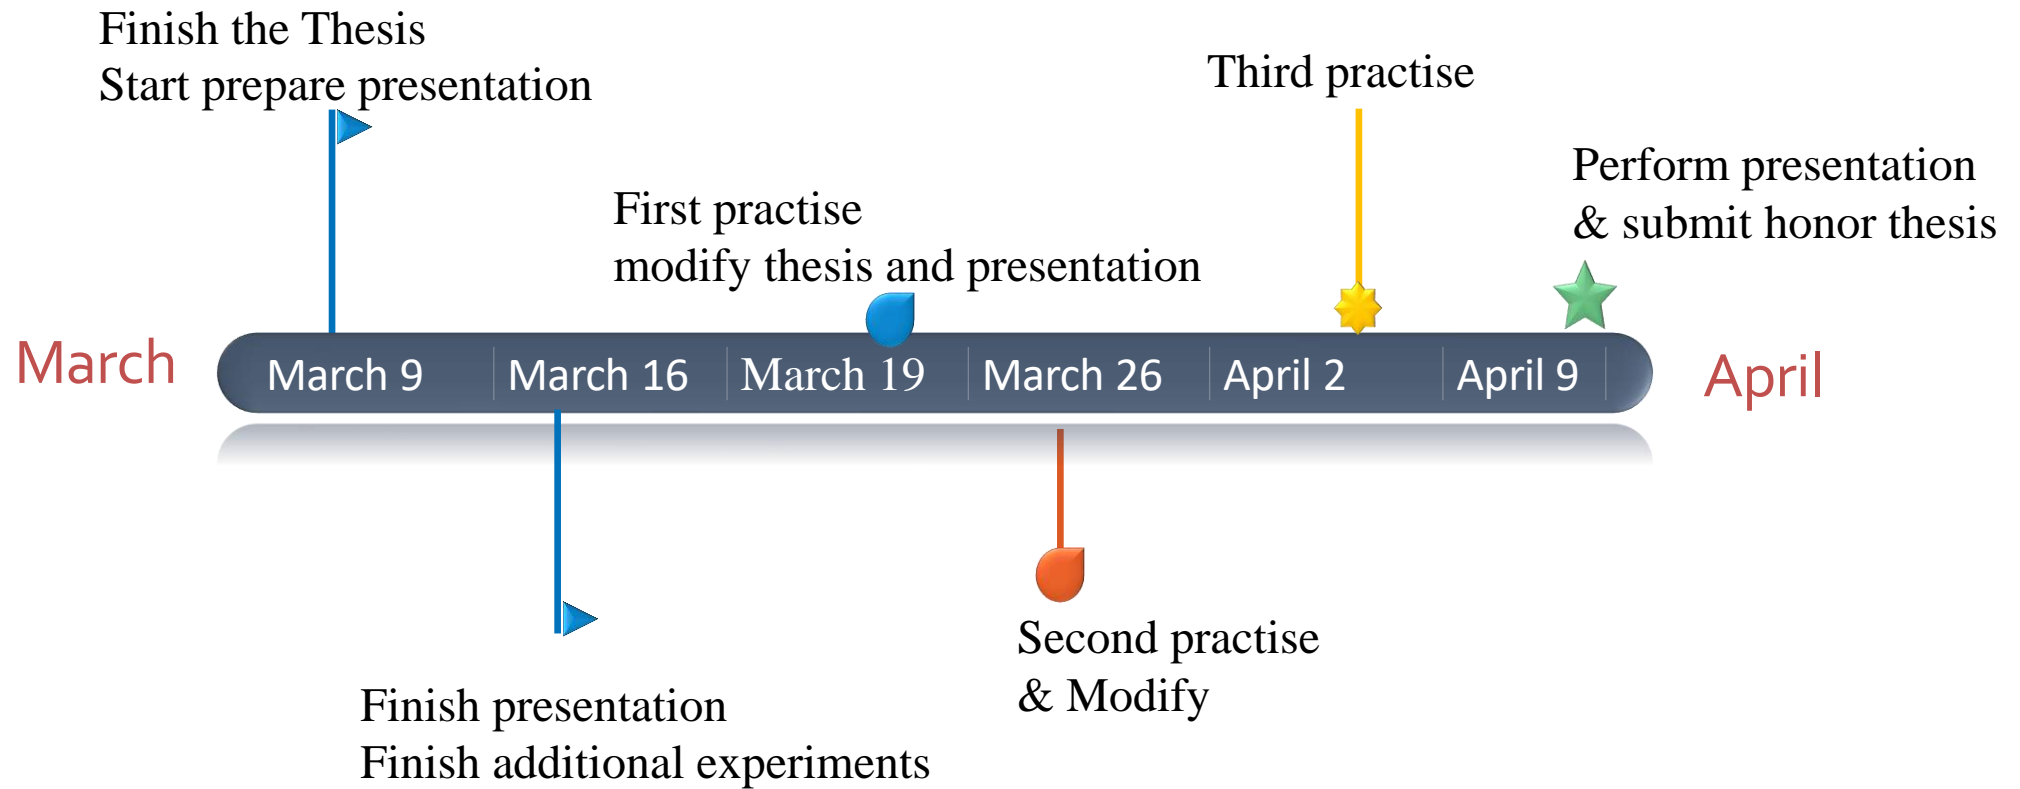 Finish the Thesis
Start prepare presentation
Third practise
Perform presentation
& submit honor thesis
First practise
modify thesis and presentation
March
March 9
March 16
March 19
March 26
April 2
April 9
April
Second practise
& Modify
Finish presentation
Finish additional experiments